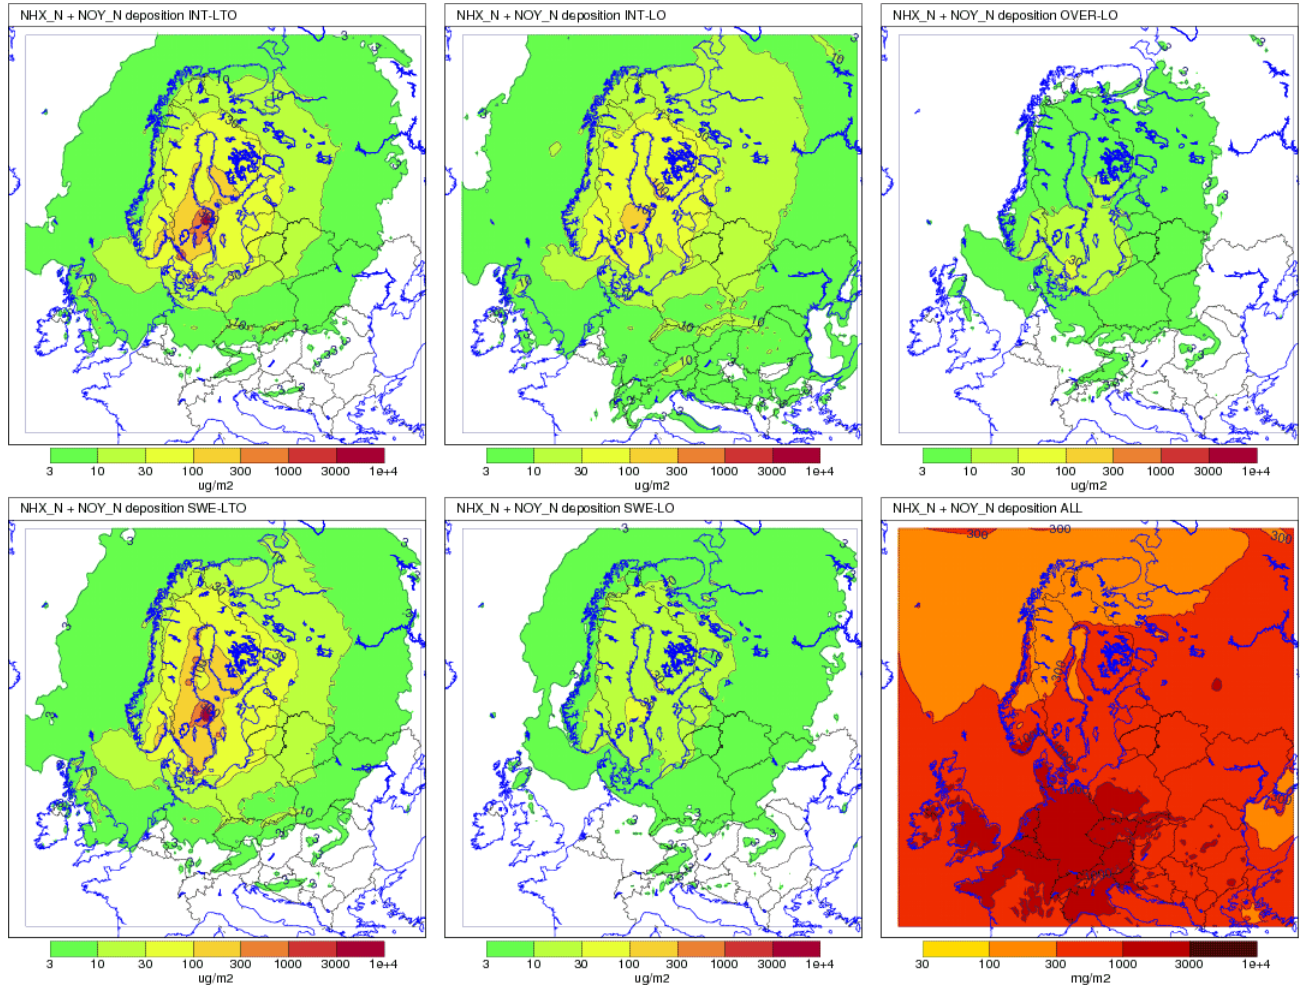 NHX_N + NOY_N deposition INT-LTO
NHX_N + NOY_N deposition INT-LO
NHX_N + NOY_N deposition OVER-LO
3 10 30 100 300 1000 3000 1e+4
ug/m2
3 10 30 100 300 1000 3000 1e+4
ug/m2
3 10 30 100 300 1000 3000 1e+4
ug/m2
NHX_N + NOY_N deposition SWE-LTO
NHX_N + NOY_N deposition SWE-LO
NHX_N + NOY_N deposition ALL
300 300 300
3 10 30 100 300 1000 3000 1e+4
ug/m2
3 10 30 100 300 1000 3000 1e+4
ug/m2
30 100 300 1000 3000 1e+4
mg/m2